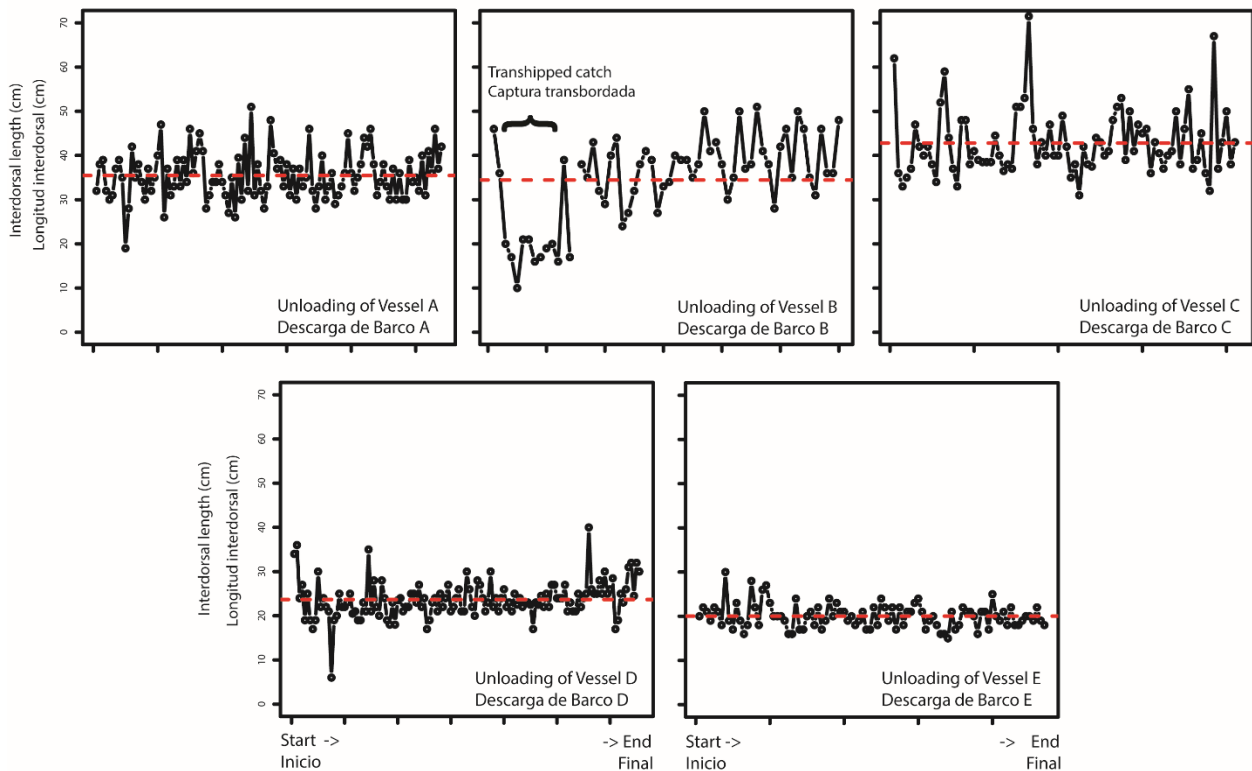 Interdorsal length (cm)
Longitud interdorsal (cm)
70
60
50
40
30
20
10
0
Unloading of Vessel A
Descarga de Barco A
Transhipped catch
Captura transbordada
Unloading of Vessel B
Descarga de Barco B
Unloading of Vessel C
Descarga de Barco C
Interdorsal length (cm)
Longitud interdorsal (cm)
70
60
50
40
30
20
10
0
Unloading of Vessel D
Descarga de Barco D
Unloading of Vessel E
Descarga de Barco E
Start ->
Inicio
-> End
Final
Start ->
Inicio
-> End
Final